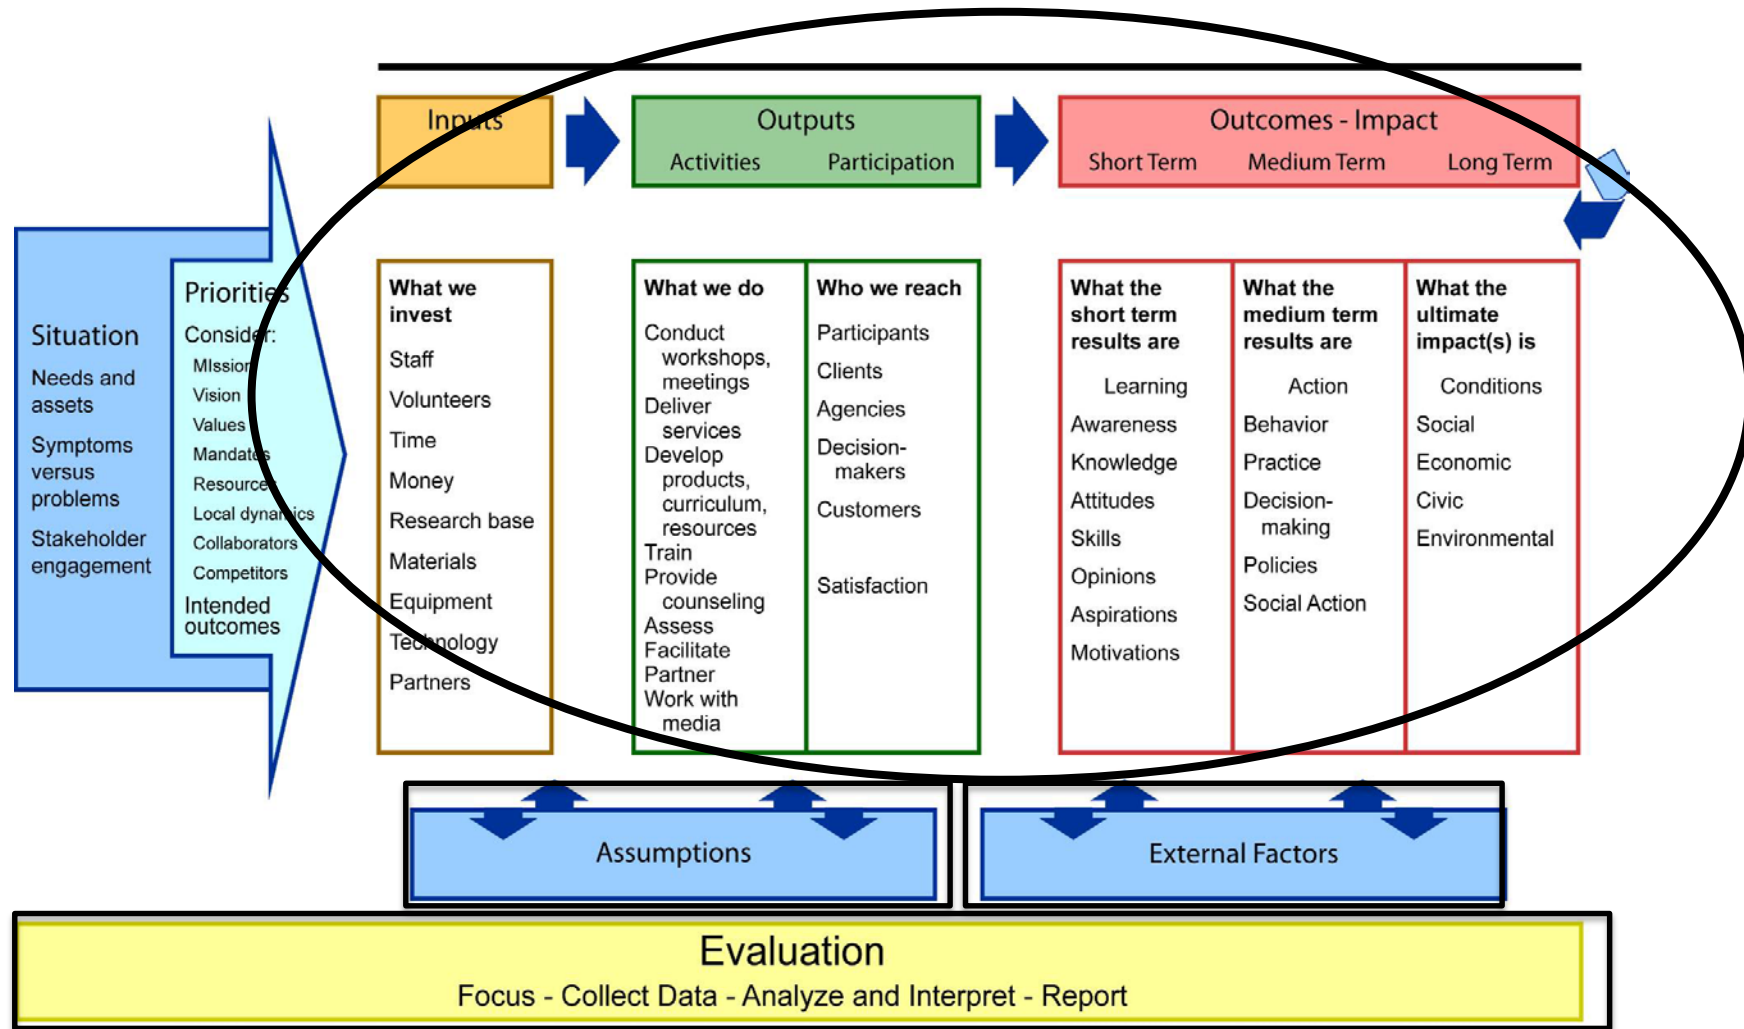 Inputs
Outputs
Activities Participation
Outcomes - Impact
Short Term Medium Term Long Term
Situation
Needs and
assets
Symptoms
versus
problems
Stakeholder
engagement
Priorities
Consider:
MIssion
Vision
Values
Mandates
Resources
Local dynamics
Collaborators
Competitors
Intended
outcomes
What we
invest
Staff
Volunteers
Time
Money
Research base
Materials
Equipment
Technology
Partners
What we do
Conduct
workshops,
meetings
Deliver
services
Develop
products,
curriculum,
resources
Train
Provide
counseling
Assess
Facilitate
Partner
Work with
media
Who we reach
Participants
Clients
Agencies
Decision-
makers
Customers
Satisfaction
What the
short term
results are
Learning
Awareness
Knowledge
Attitudes
Skills
Opinions
Aspirations
Motivations
What the
medium term
results are
Action
Behavior
Practice
Decision-
making
Policies
Social Action
What the
ultimate
impact(s) is
Conditions
Social
Economic
Civic
Environmental
Assumptions
External Factors
Evaluation
Focus - Collect Data - Analyze and Interpret - Report